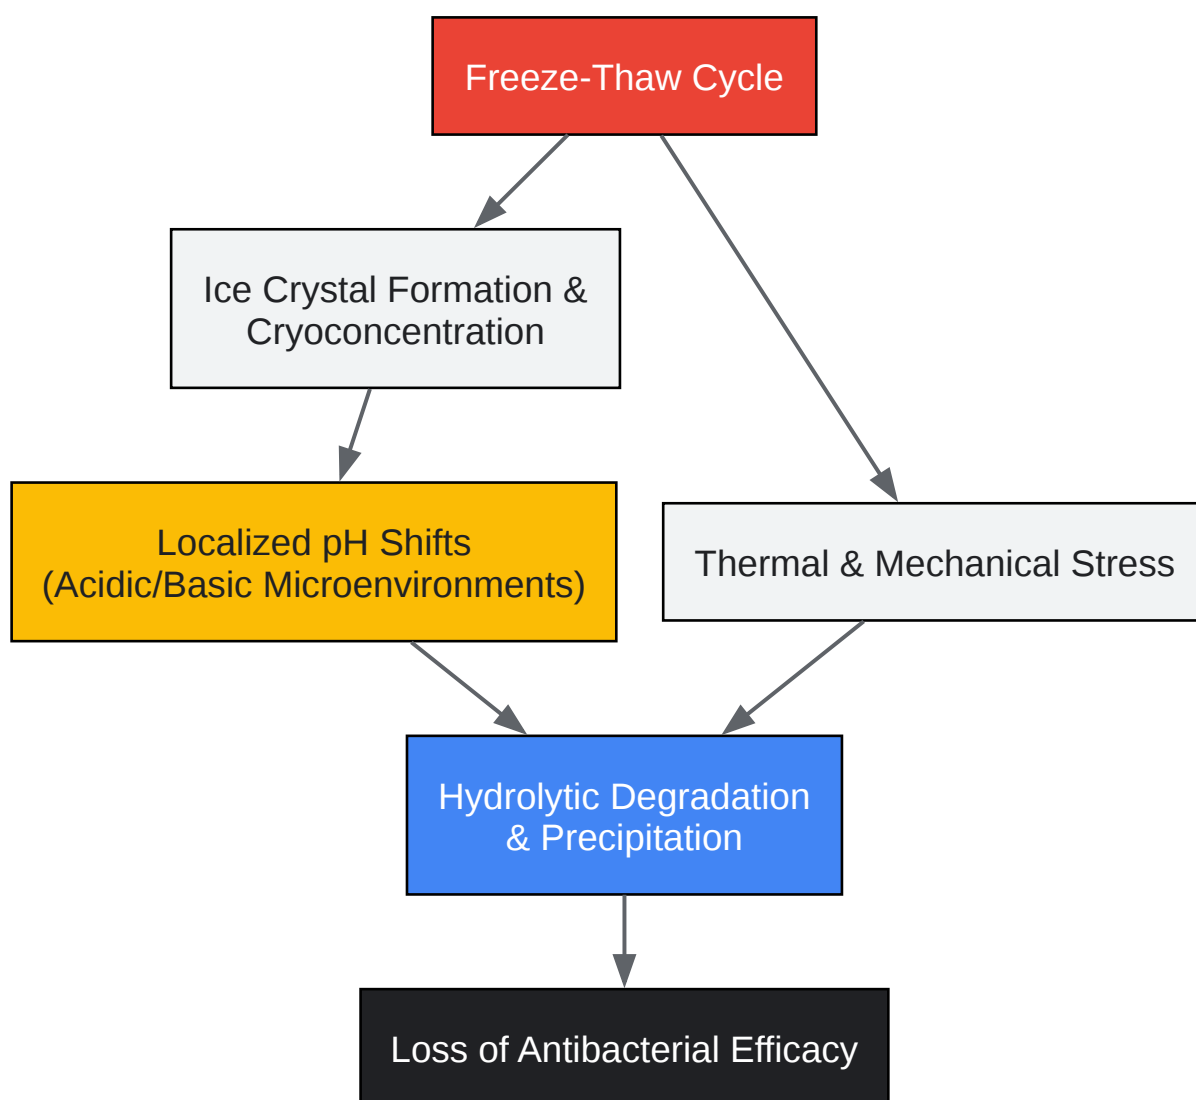 Freeze-Thaw Cycle
Ice Crystal Formation &
Cryoconcentration
Localized pH Shifts
(Acidic/Basic Microenvironments)
Thermal & Mechanical Stress
Hydrolytic Degradation
& Precipitation
Loss of Antibacterial Efficacy